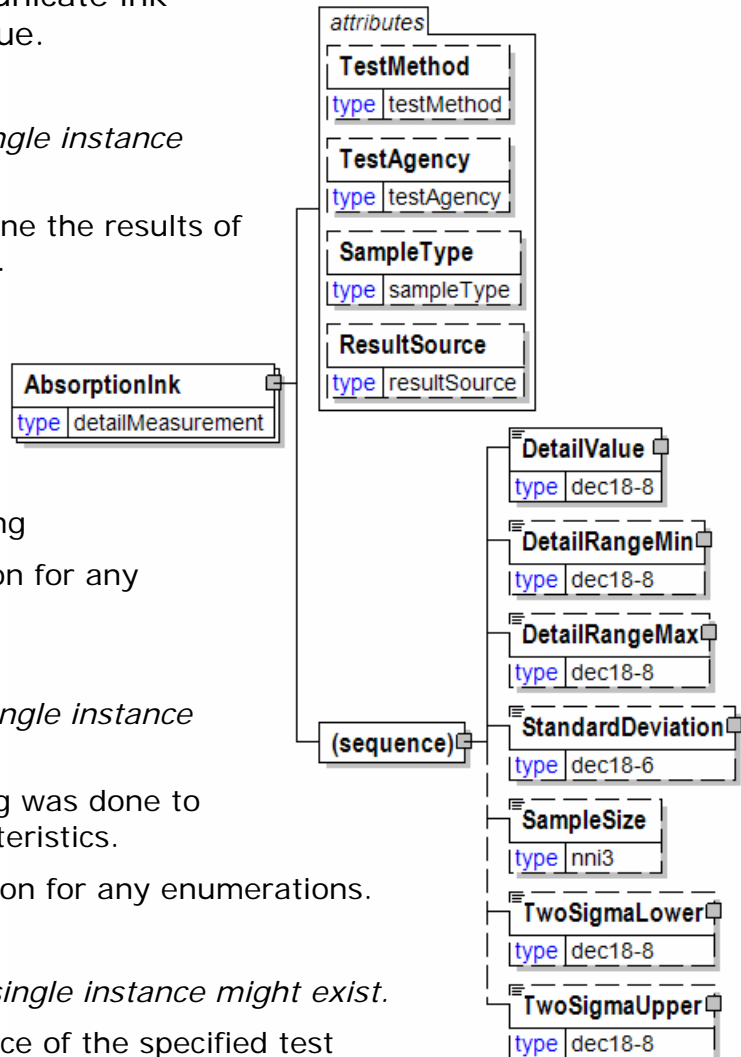 unicate ink
ue.
ngle instance
ne the results of
.
ng
on for any
ngle instance
g was done to
teristics.
on for any enumerations.
single instance might exist.
ce of the specified test
attributes
TestMethod
type testMethod
TestAgency
type testAgency
SampleType
type sampleType
ResultSource
type resultSource
AbsorptionInk
type detailMeasurement
(sequence)
DetailValue
type dec18-8
DetailRangeMin
type dec18-8
DetailRangeMax
type dec18-8
StandardDeviation
type dec18-6
SampleSize
type nni3
TwoSigmaLower
type dec18-8
TwoSigmaUpper
type dec18-8